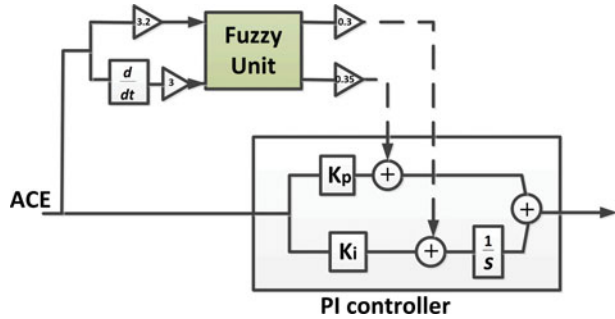 3.2
Fuzzy
Unit
0.3
d
dt
3
0.35
Kp
+
ACE
+
Ki
+
1
s
PI controller